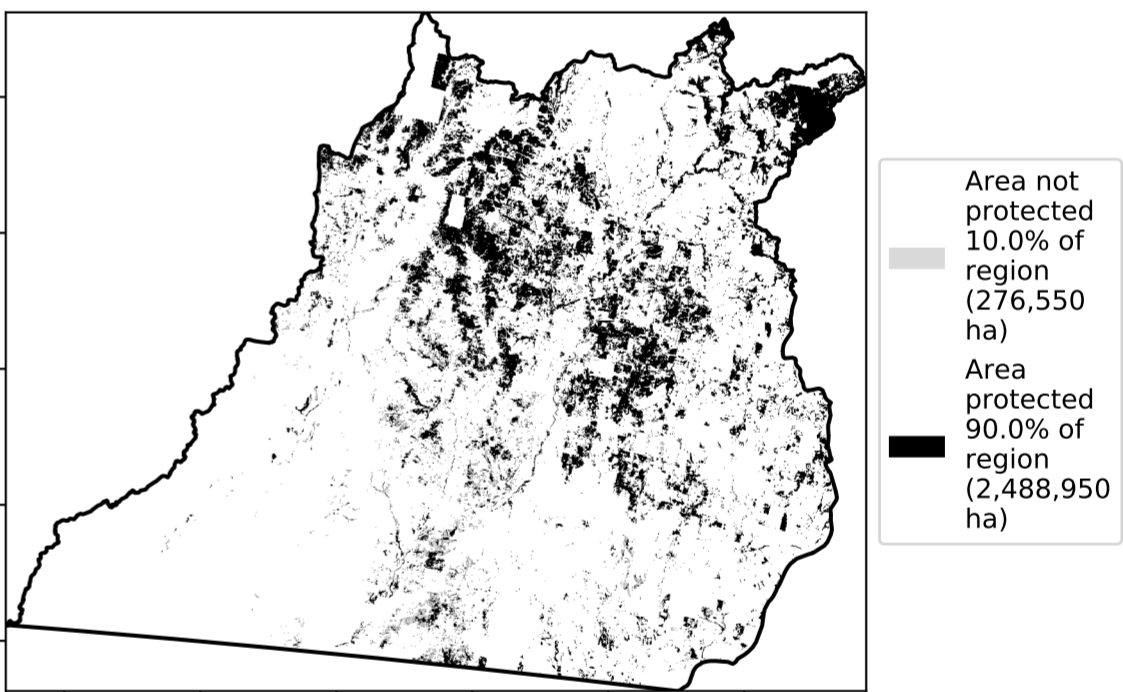 Area not
protected
10.0% of
region
(276,550
ha)
Area
protected
90.0% of
region
(2,488,950
ha)